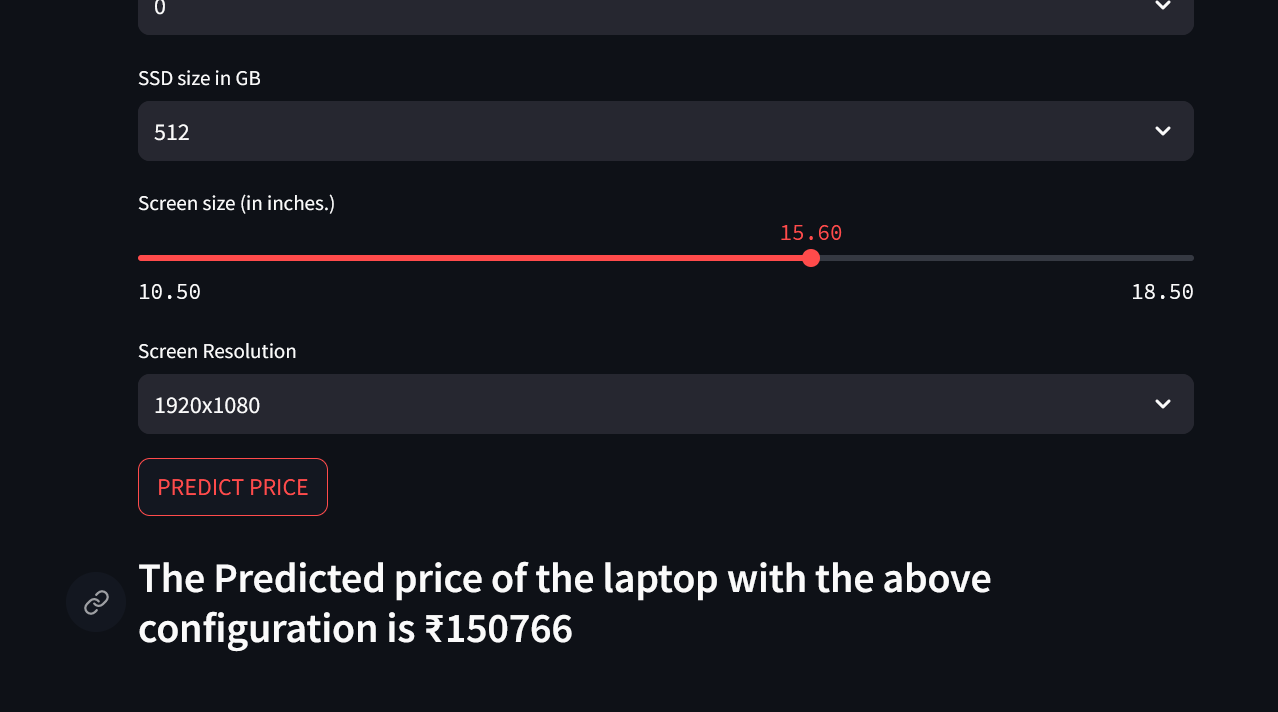 0
SSD size in GB
512
Screen size (in inches.)
15.60
10.50 18.50
Screen Resolution
1920x1080
PREDICT PRICE
The Predicted price of the laptop with the above
configuration is ₹150766